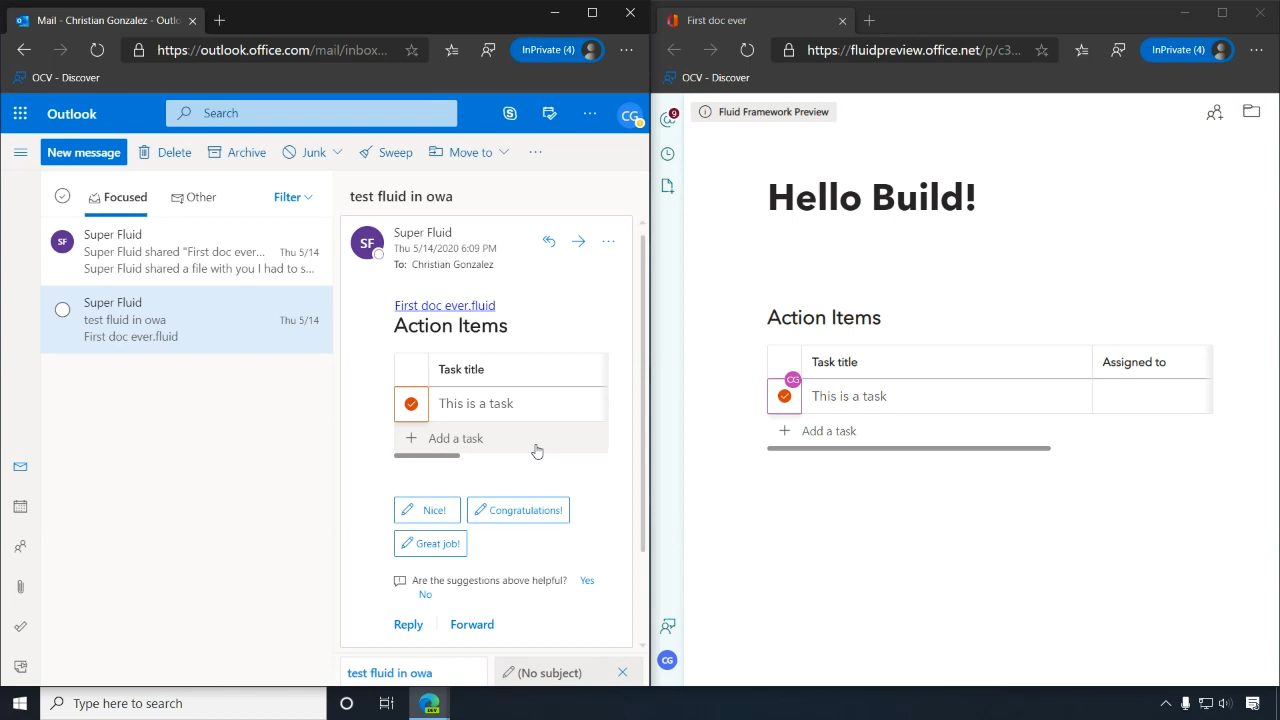 Mail - Christian Gonzalez - Outlo
https://outlook.office.com/mail/inbox...
InPrivate (4)
OCV - Discover
Outlook
Search
CG
New message
Delete
Archive
Junk
Sweep
Move to
Focused
Other
Filter
SF
Super Fluid
Super Fluid shared "First doc ever...
Thu 5/14
Super Fluid shared a file with you I had to s...
Super Fluid
test fluid in owa
Thu 5/14
First doc ever.fluid
test fluid in owa
SF
Super Fluid
Thu 5/14/2020 6:09 PM
To: Christian Gonzalez
First doc ever.fluid
Action Items
Task title
This is a task
+ Add a task
Nice!
Congratulations!
Great job!
Are the suggestions above helpful? Yes
No
Reply
Forward
test fluid in owa
(No subject)
First doc ever
https://fluidpreview.office.net/p/c3...
InPrivate (4)
OCV - Discover
9
Fluid Framework Preview
Hello Build!
Action Items
Task title
Assigned to
CG
This is a task
+ Add a task
CG
Type here to search
DEV